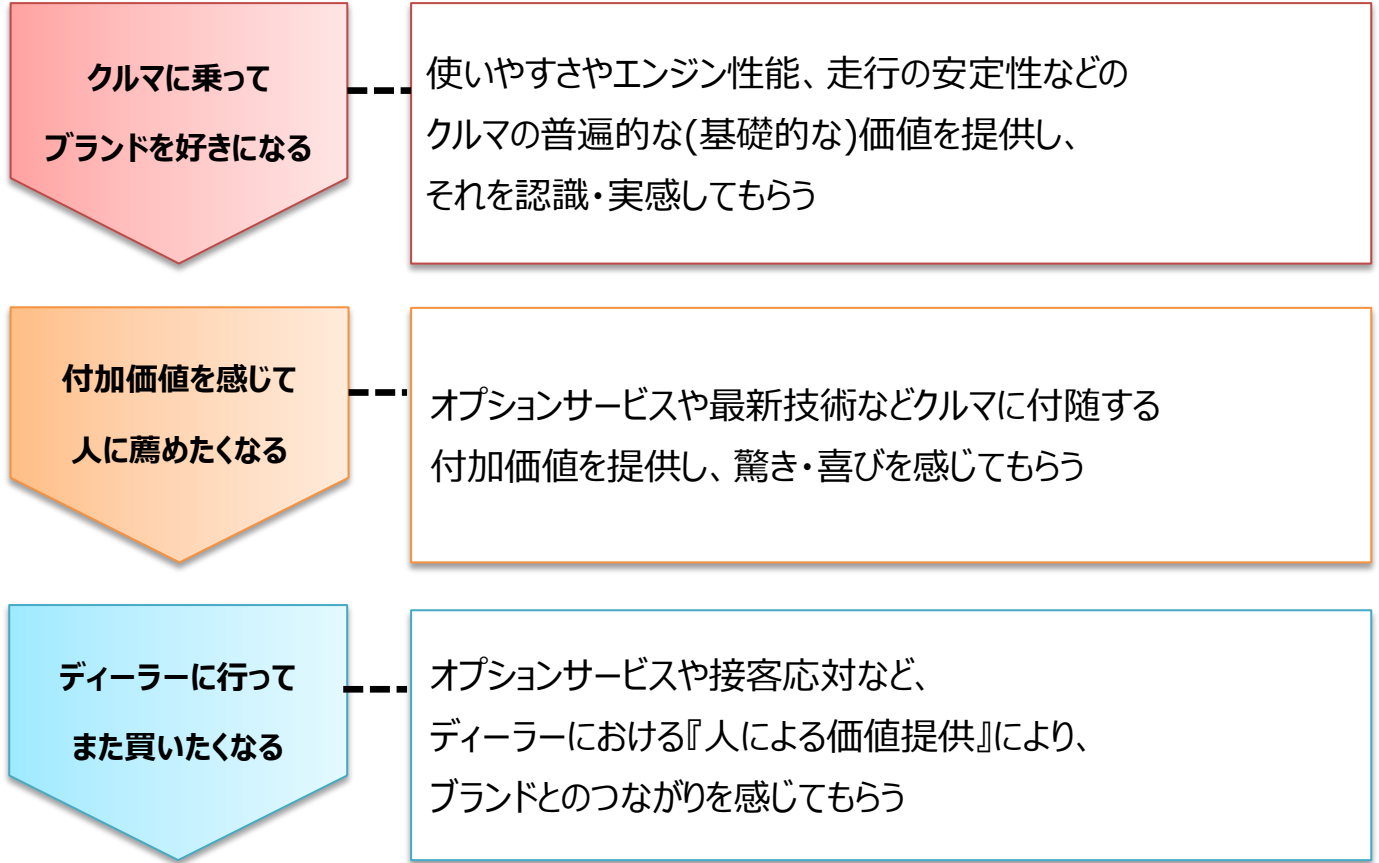 クルマに乗って
ブランドを好きになる
使いやすさやエンジン性能、走行の安定性などの
クルマの普遍的な(基礎的な)価値を提供し、
それを認識・実感してもらう
付加価値を感じて
人に薦めたくなる
オプションサービスや最新技術などクルマに付随する
付加価値を提供し、驚き・喜びを感じてもらう
ディーラーに行って
また買いたくなる
オプションサービスや接客応対など、
ディーラーにおける『人による価値提供』により、
ブランドとのつながりを感じてもらう